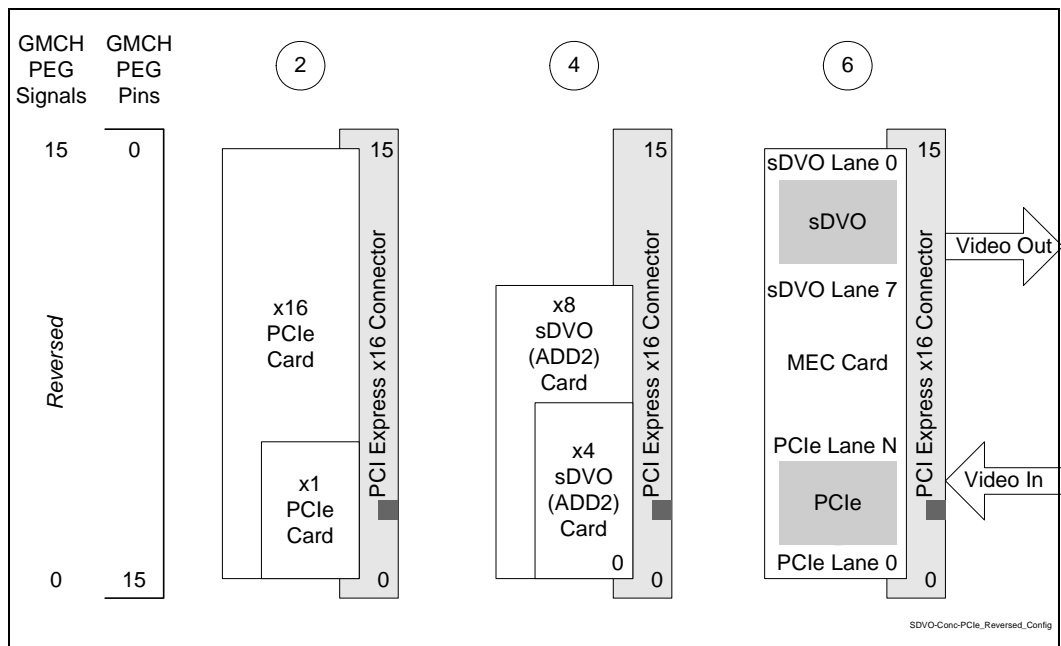 GMCH
PEG
Signals
GMCH
PEG
Pins
2
4
6
15
0
Reversed
0
15
15
x16
PCIe
Card
PCI Express x16 Connector
x1
PCIe
Card
0
15
x8
sDVO
(ADD2)
Card
PCI Express x16 Connector
x4
sDVO
(ADD2)
Card
0
0
sDVO Lane 0
15
sDVO
Video Out
sDVO Lane 7
MEC Card
PCI Express x16 Connector
PCIe Lane N
Video In
PCIe
PCIe Lane 0
0
SDVO-Conc-PCIe_Reversed_Config